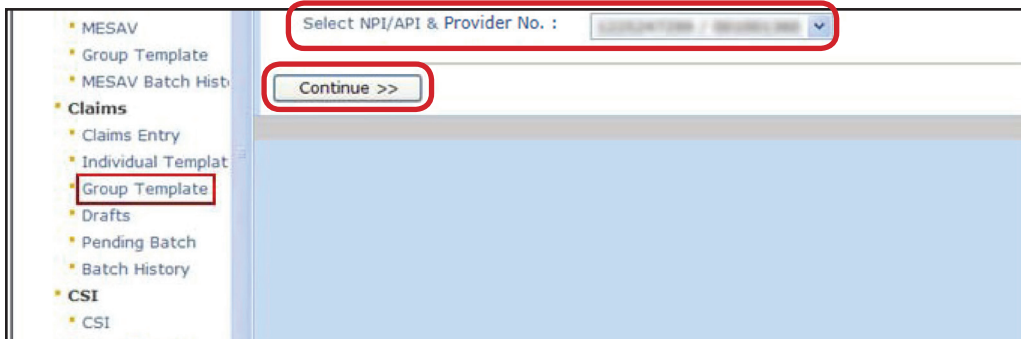 MESAV
Group Template
MESAV Batch Hist
Claims
Claims Entry
Individual Templat
Group Template
Drafts
Pending Batch
Batch History
CSI
CSI
Select NPI/API & Provider No. :
Continue >>